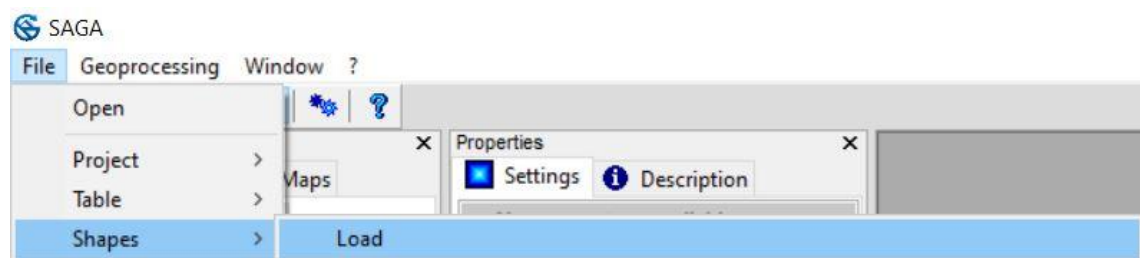 SAGA
File Geoprocessing Window ?
Open
Properties
Project
Maps
Settings Description
Table
Shapes
Load